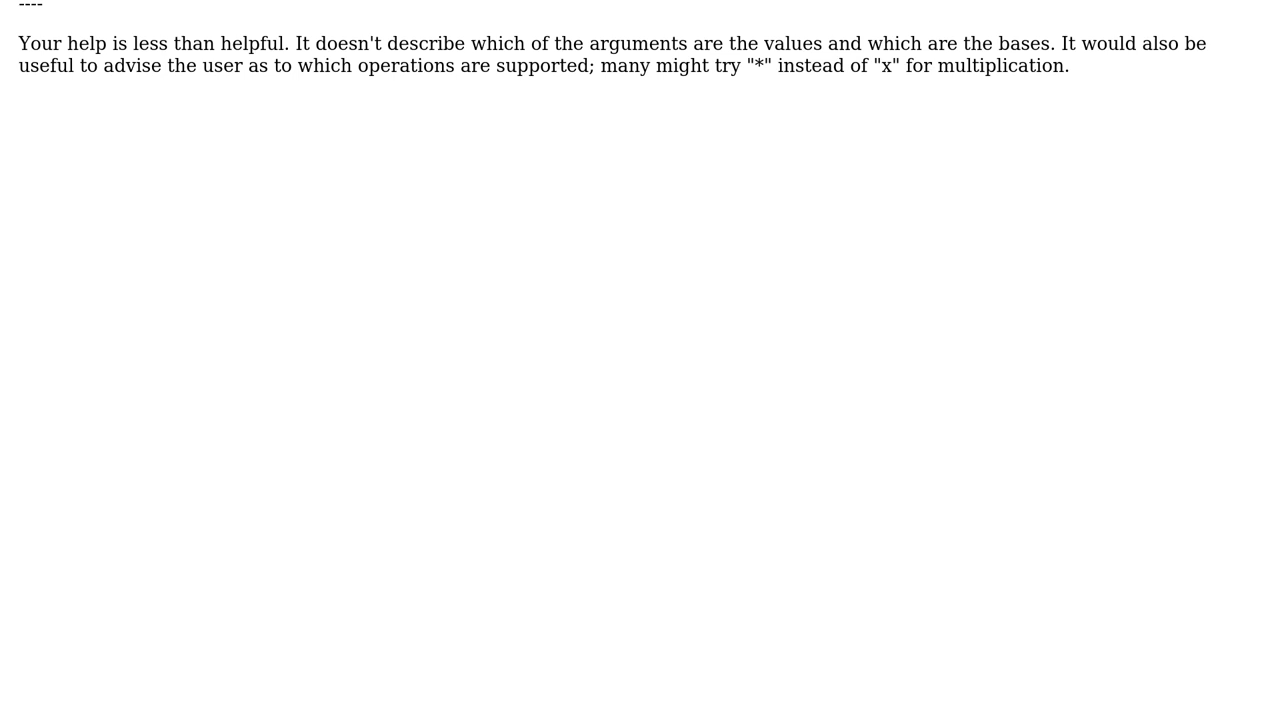 ----
Your help is less than helpful. It doesn't describe which of the arguments are the values and which are the bases. It would also be
useful to advise the user as to which operations are supported; many might try "*" instead of "x" for multiplication.